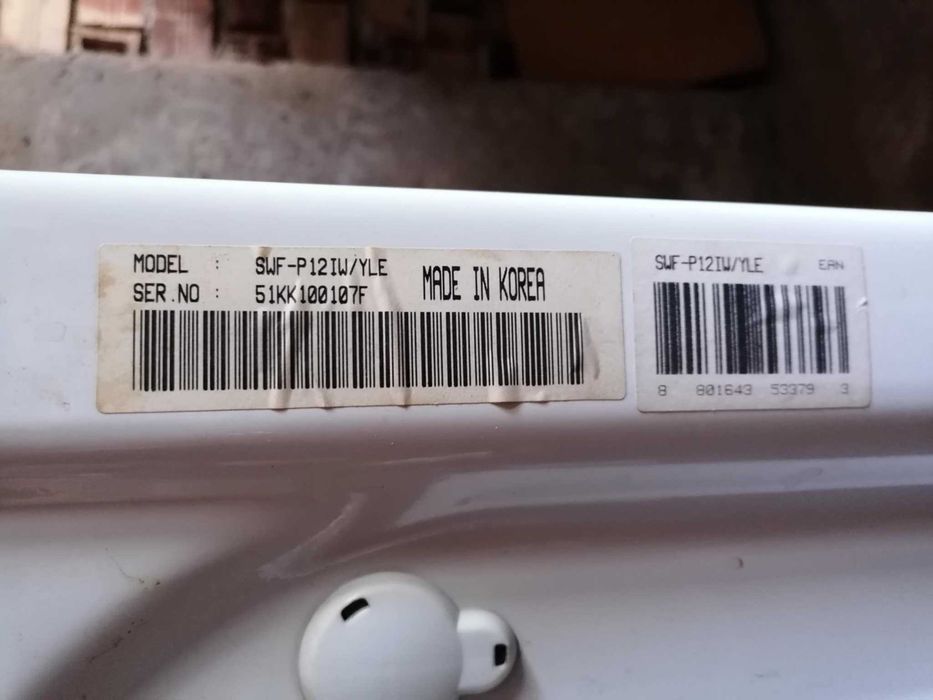 MODEL : SWF-P12IW/YLE
SER.NO : 51KK100107F
MADE IN KOREA
SWF-P12IW/YLE EAN
8 801643 53379 3